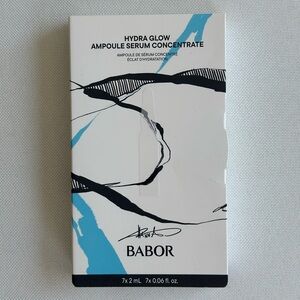 HYDRA GLOW
AMPOULE SERUM CONCENTRATE
AMPOULE DE SÉRUM CONCENTRÉ
ÉCLAT D'HYDRATATION
BABOR
7x 2 mL 7x 0.06 fl. oz.